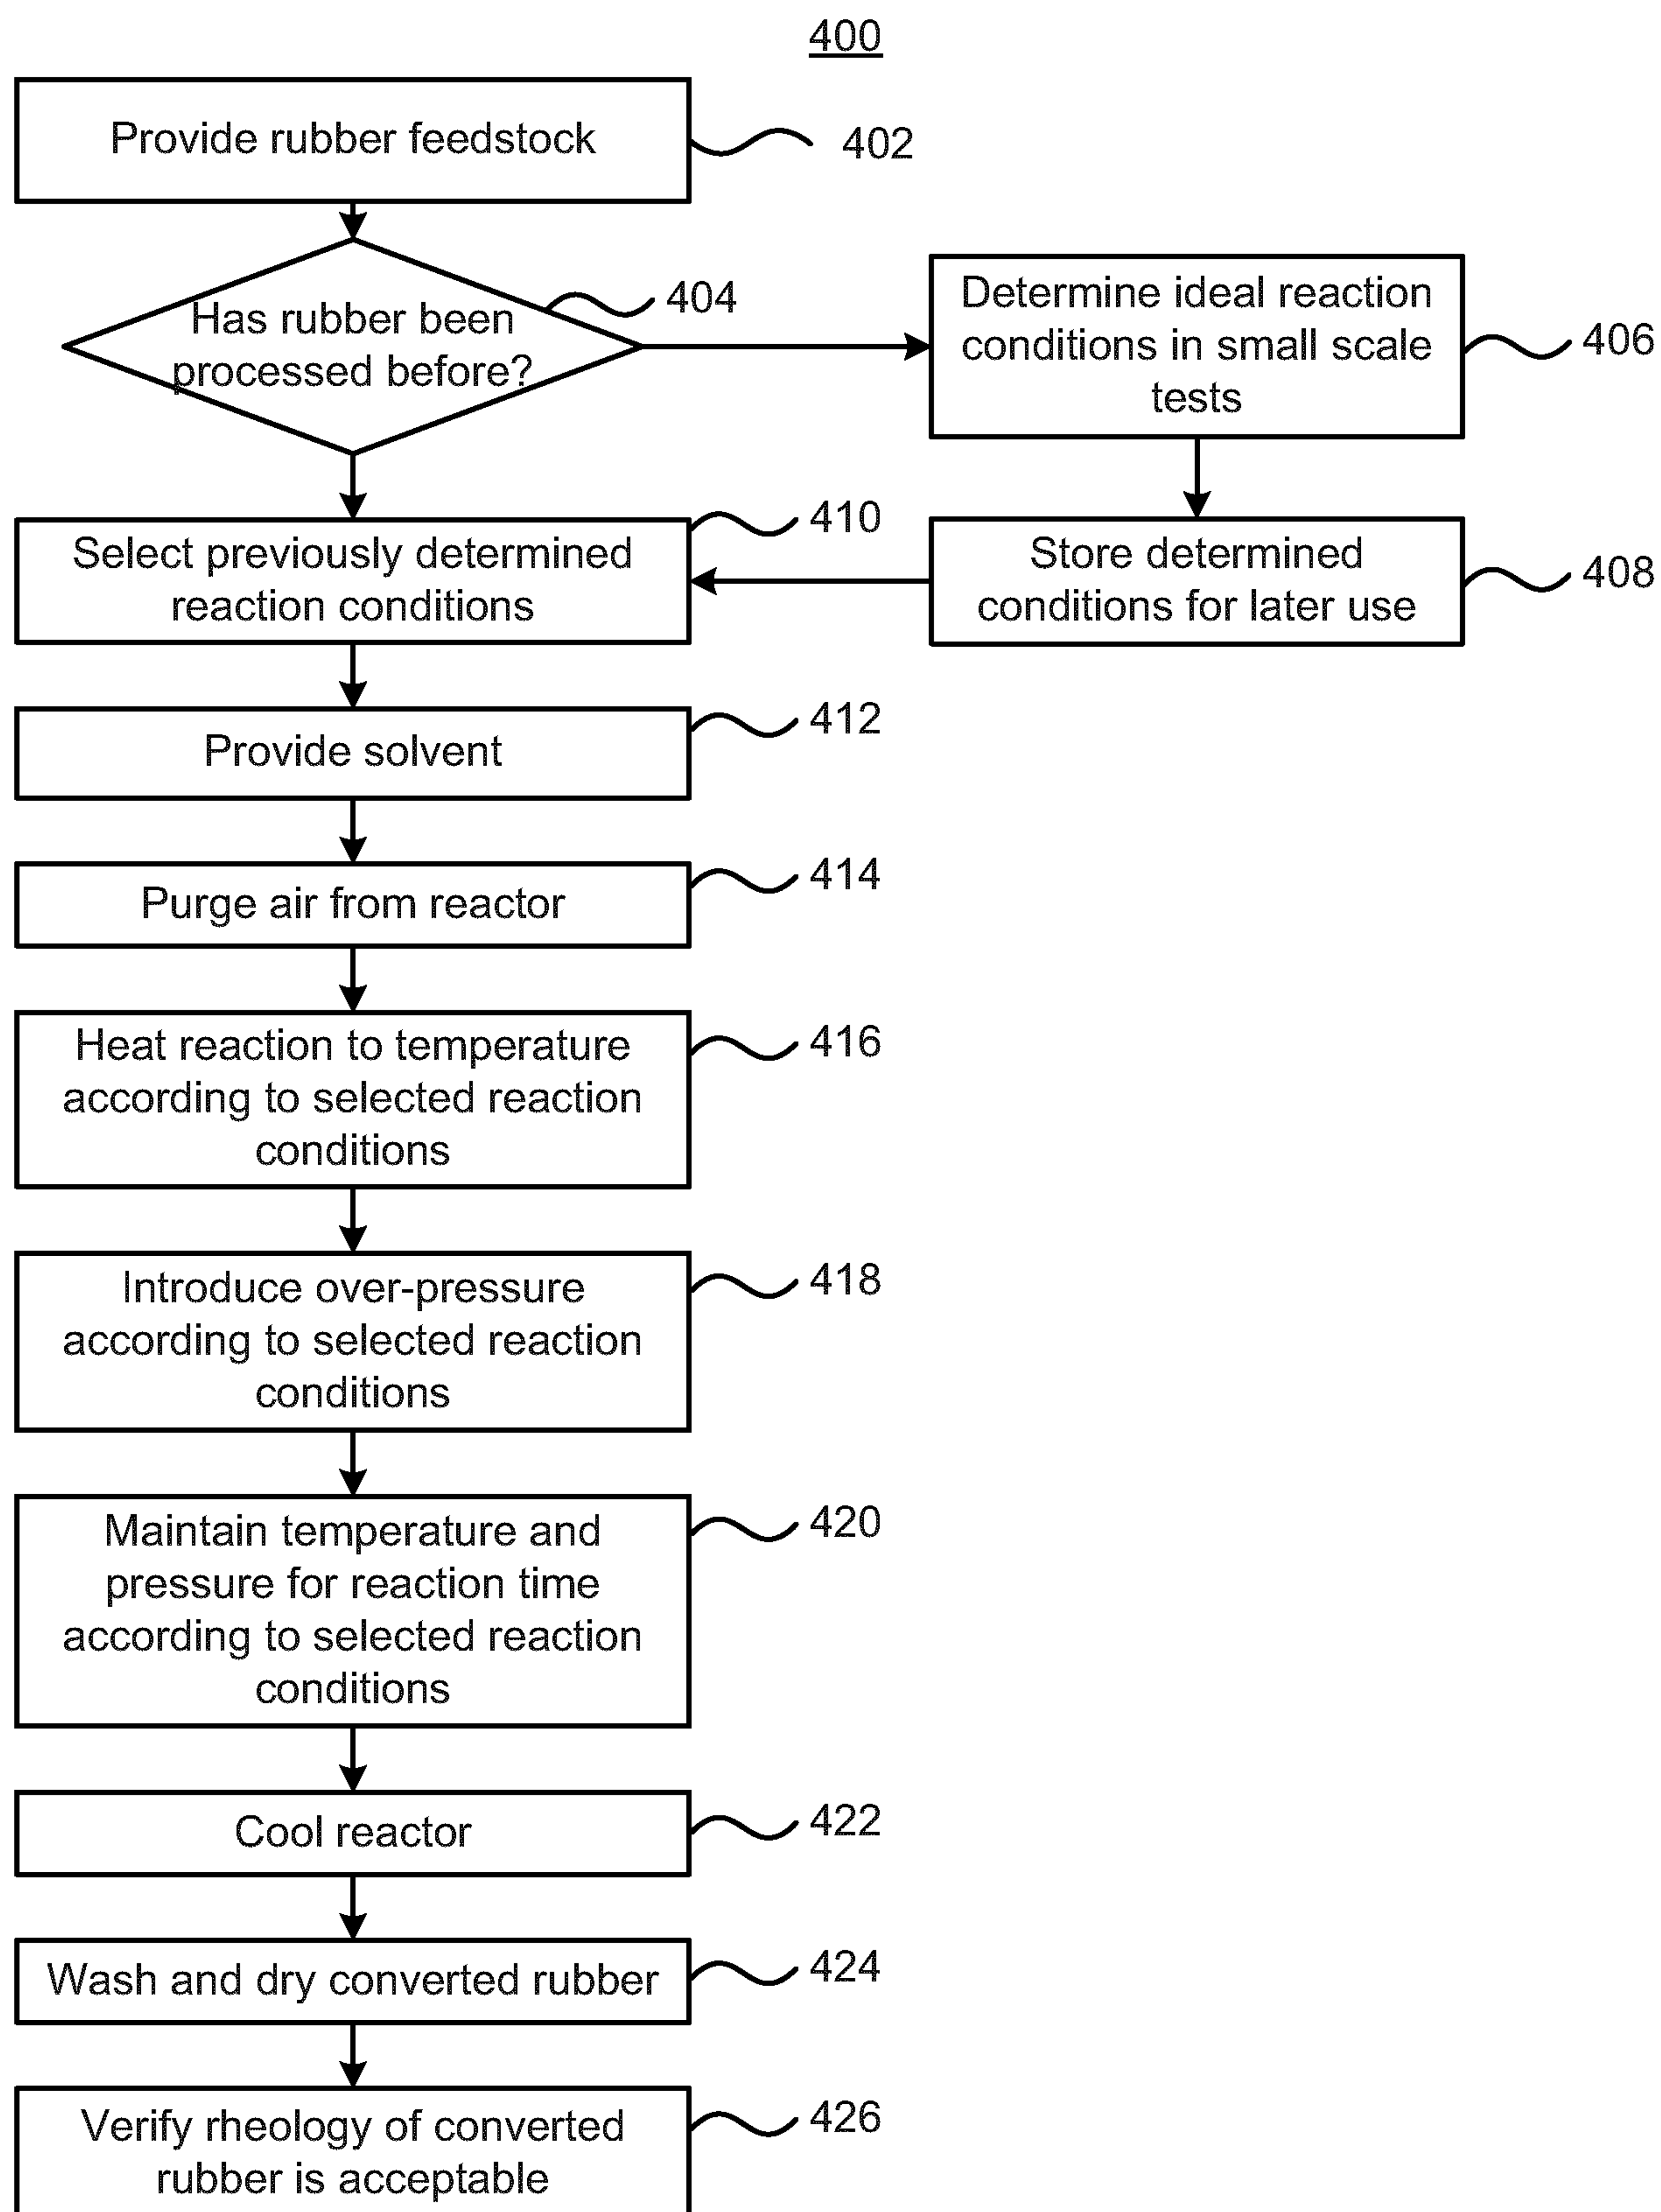 400
Provide rubber feedstock
402
Has rubber been
processed before?
404
Determine ideal reaction
conditions in small scale
tests
406
Store determined
conditions for later use
408
Select previously determined
reaction conditions
410
Provide solvent
412
Purge air from reactor
414
Heat reaction to temperature
according to selected reaction
conditions
416
Introduce over-pressure
according to selected reaction
conditions
418
Maintain temperature and
pressure for reaction time
according to selected reaction
conditions
420
Cool reactor
422
Wash and dry converted rubber
424
Verify rheology of converted
rubber is acceptable
426